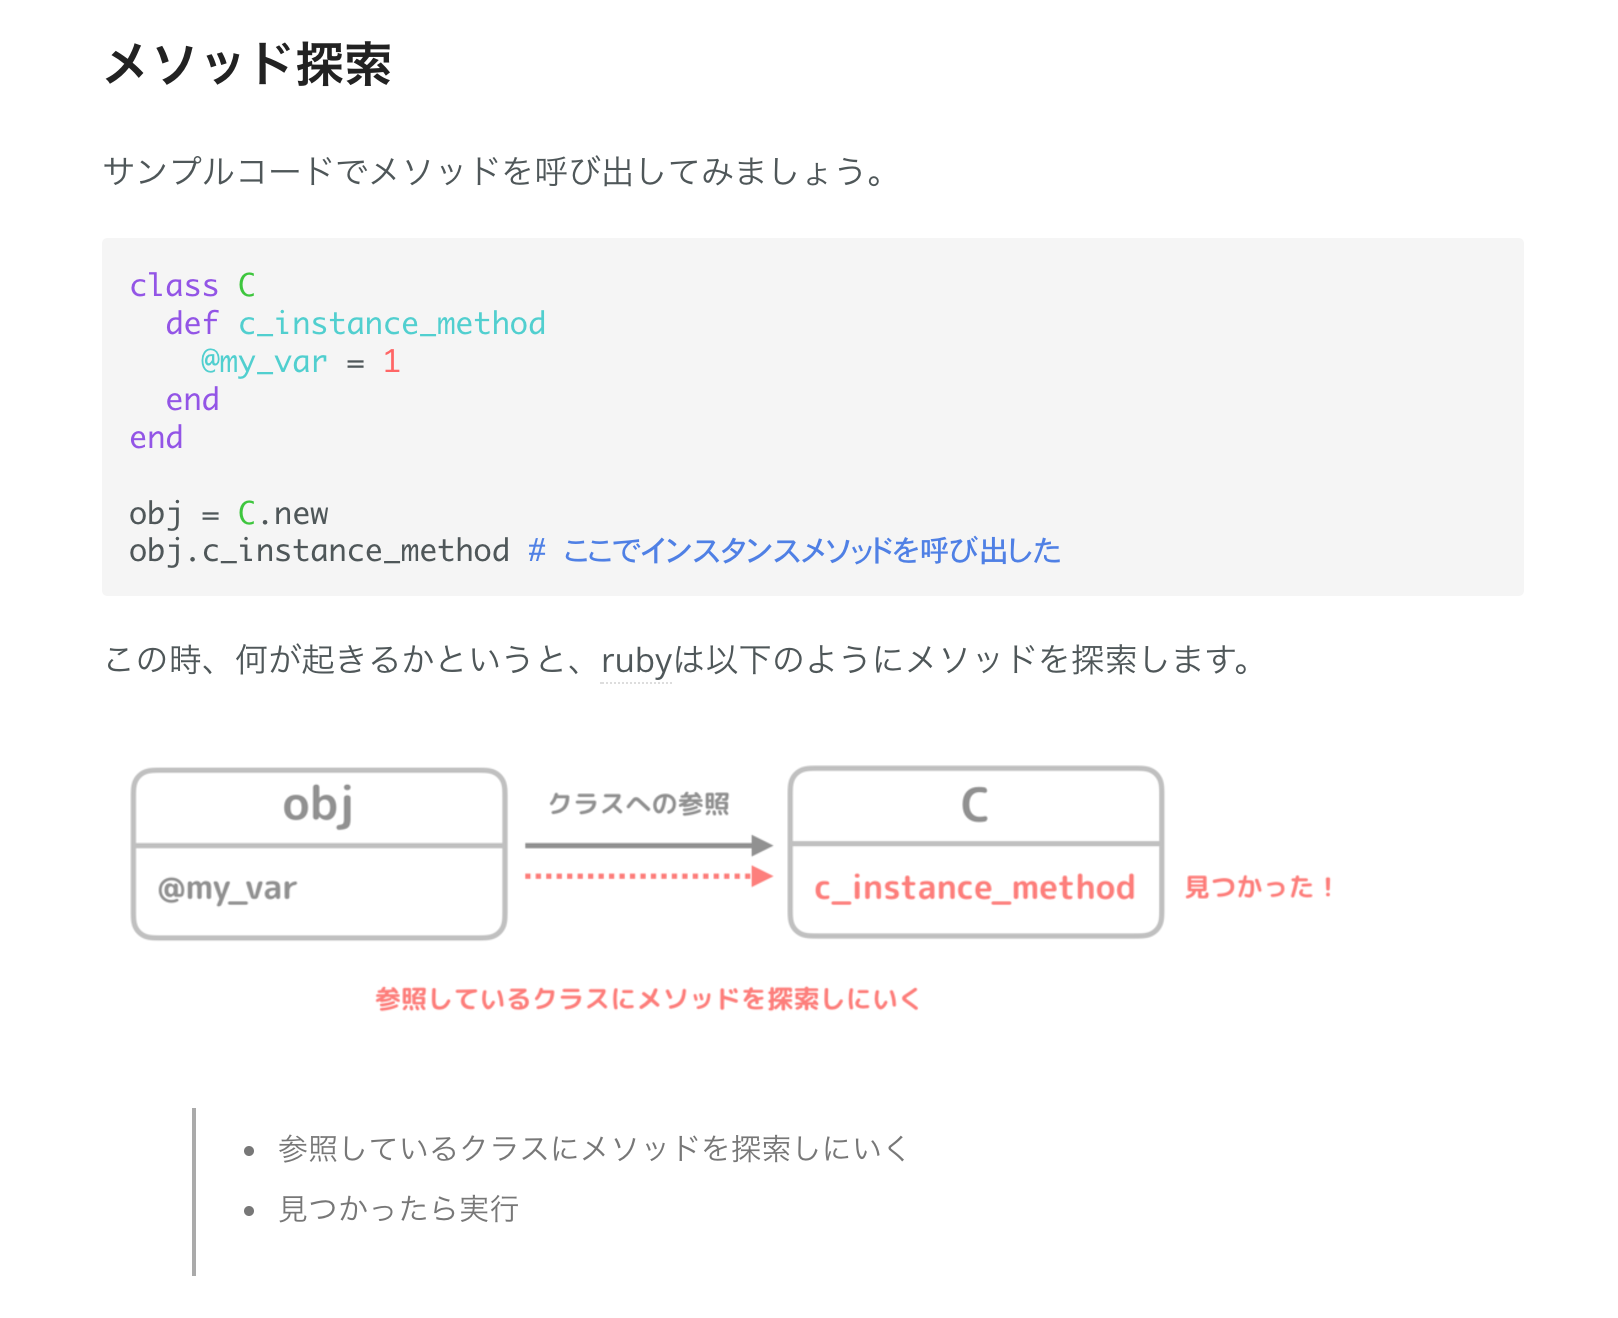 メソッド探索
サンプルコードでメソッドを呼び出してみましょう。
class C
  def c_instance_method
    @my_var = 1
  end
end
obj = C.new
obj.c_instance_method # ここでインスタンスメソッドを呼び出した
この時、何が起きるかというと、rubyは以下のようにメソッドを探索します。
obj
クラスへの参照
C
@my_var
c_instance_method
見つかった！
参照しているクラスにメソッドを探索しにいく
• 参照しているクラスにメソッドを探索しにいく
• 見つかったら実行